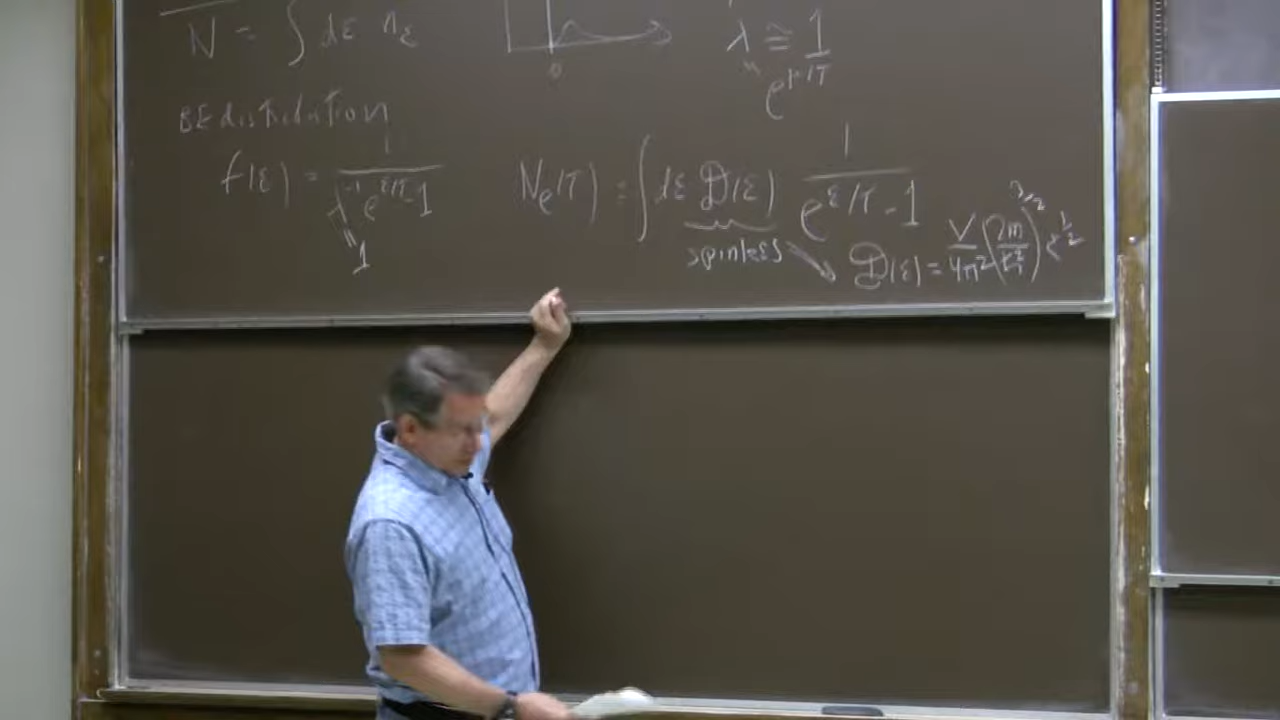 N = ∫ dε n_ε
0
λ ≅ 1
e^{μ/τ}
BE distribution
f(ε) = 1 / (λ^{-1} e^{ε/τ} - 1)
1
N_e(τ) = ∫ dε 𝒟(ε) 1 / (e^{ε/τ} - 1)
spinless
𝒟(ε) = V/4π² (2m/ħ²)^{3/2} ε^{1/2}